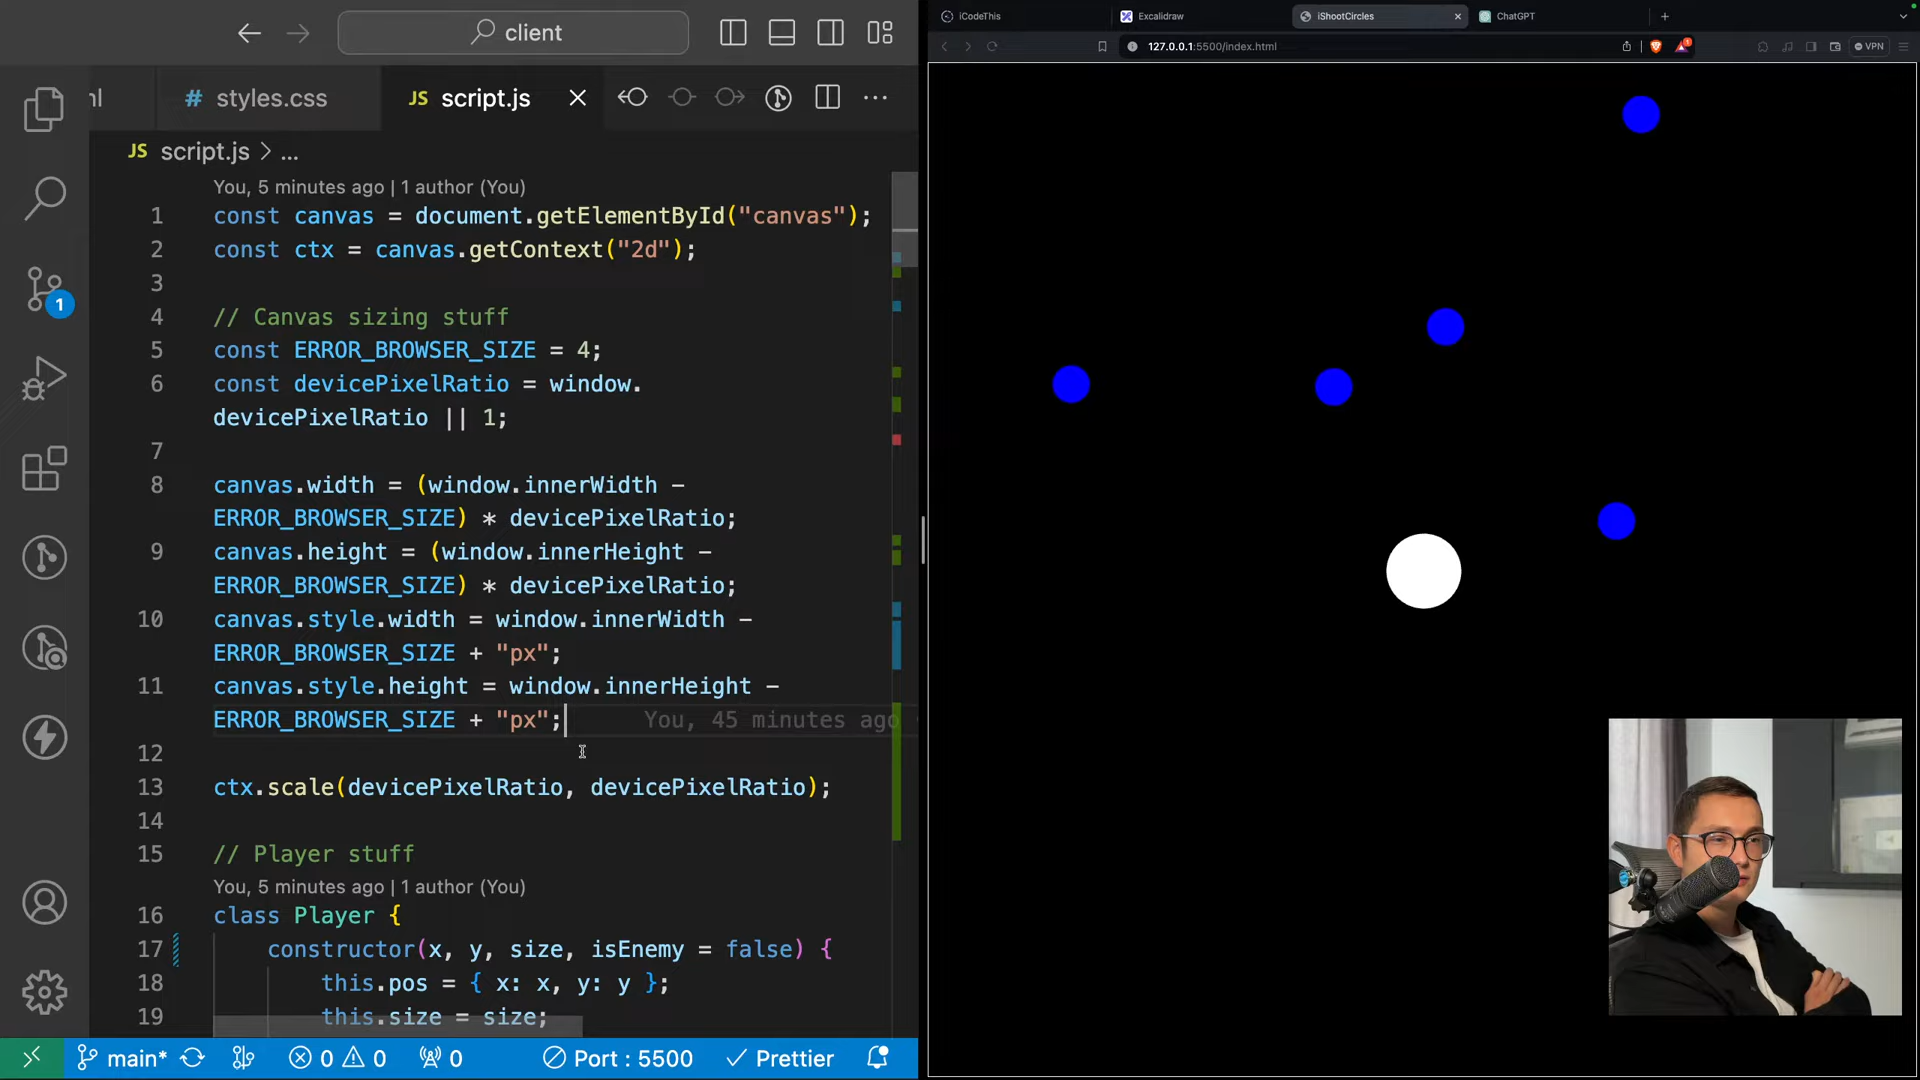 client
nl
# styles.css
JS script.js
JS script.js > ...
You, 5 minutes ago | 1 author (You)
1 const canvas = document.getElementById("canvas");
2 const ctx = canvas.getContext("2d");
3
4 // Canvas sizing stuff
5 const ERROR_BROWSER_SIZE = 4;
6 const devicePixelRatio = window.
devicePixelRatio || 1;
7
8 canvas.width = (window.innerWidth -
ERROR_BROWSER_SIZE) * devicePixelRatio;
9 canvas.height = (window.innerHeight -
ERROR_BROWSER_SIZE) * devicePixelRatio;
10 canvas.style.width = window.innerWidth -
ERROR_BROWSER_SIZE + "px";
11 canvas.style.height = window.innerHeight -
ERROR_BROWSER_SIZE + "px"; You, 45 minutes ago
12
13 ctx.scale(devicePixelRatio, devicePixelRatio);
14
15 // Player stuff
You, 5 minutes ago | 1 author (You)
16 class Player {
17 constructor(x, y, size, isEnemy = false) {
18 this.pos = { x: x, y: y };
19 this.size = size;
1
main*
0 0
0
Port : 5500
Prettier
iCodeThis
Excalidraw
iShootCircles
ChatGPT
127.0.0.1:5500/index.html
1
VPN